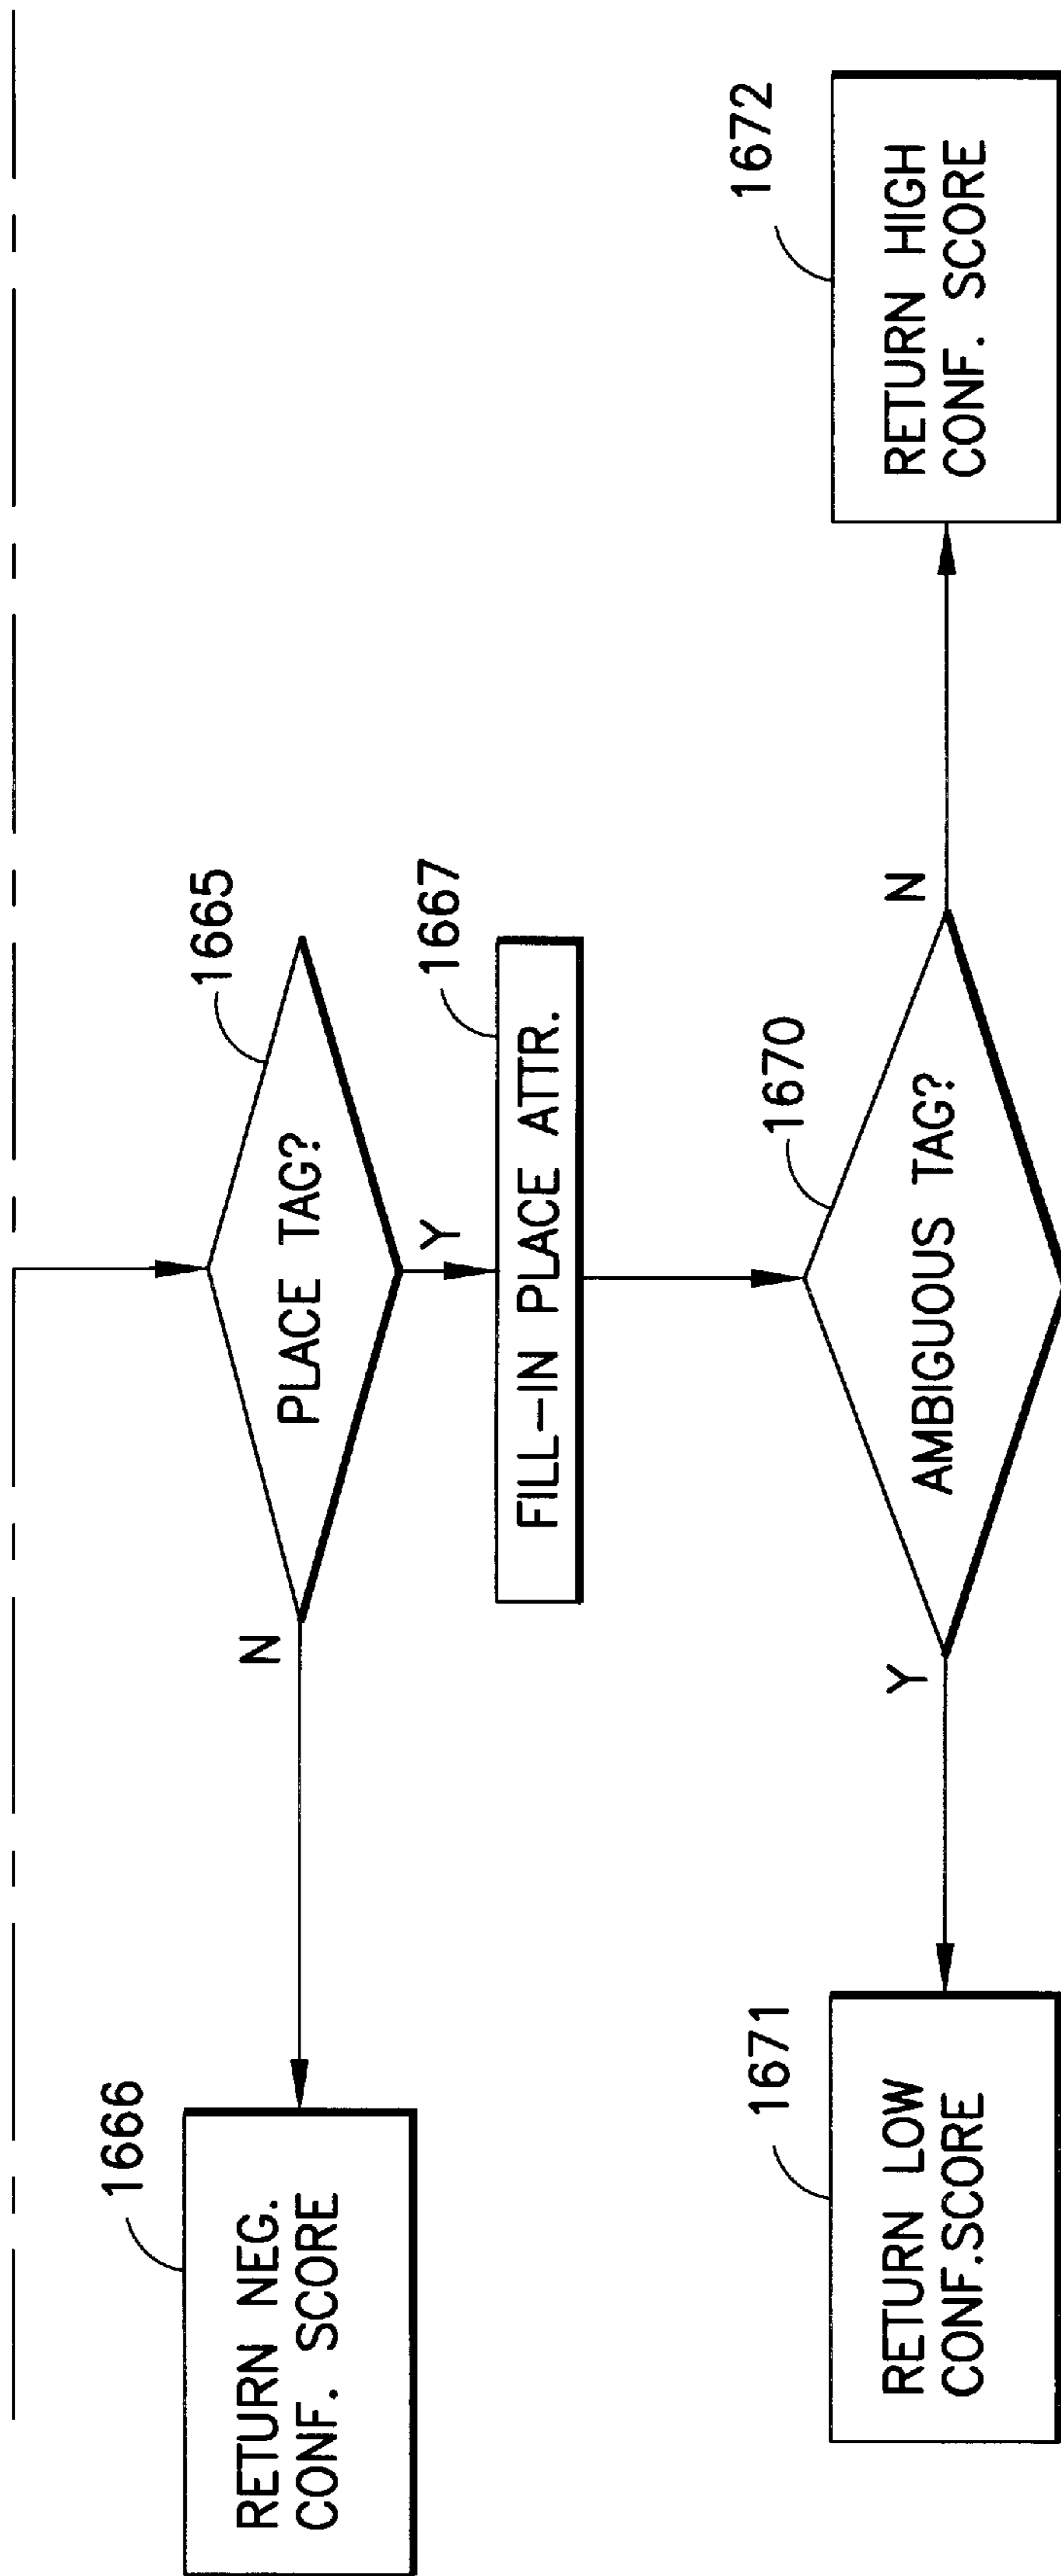 1665
PLACE TAG?
N
Y
1666
RETURN NEG.
CONF. SCORE
1667
FILL-IN PLACE ATTR.
1670
AMBIGUOUS TAG?
Y
N
1671
RETURN LOW
CONF.SCORE
1672
RETURN HIGH
CONF. SCORE